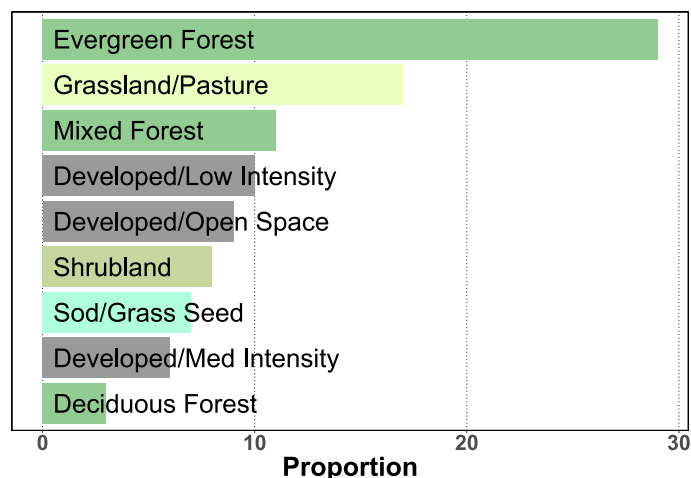 Evergreen Forest
Grassland/Pasture
Mixed Forest
Developed/Low Intensity
Developed/Open Space
Shrubland
Sod/Grass Seed
Developed/Med Intensity
Deciduous Forest
0 10 20 30
Proportion